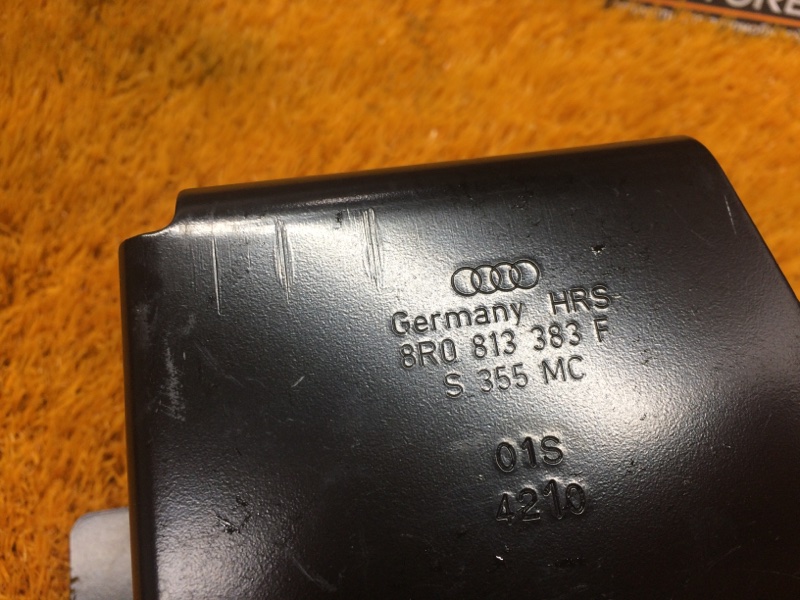 Germany HRS
8R0 813 383 F
S 355 MC
01S
4210